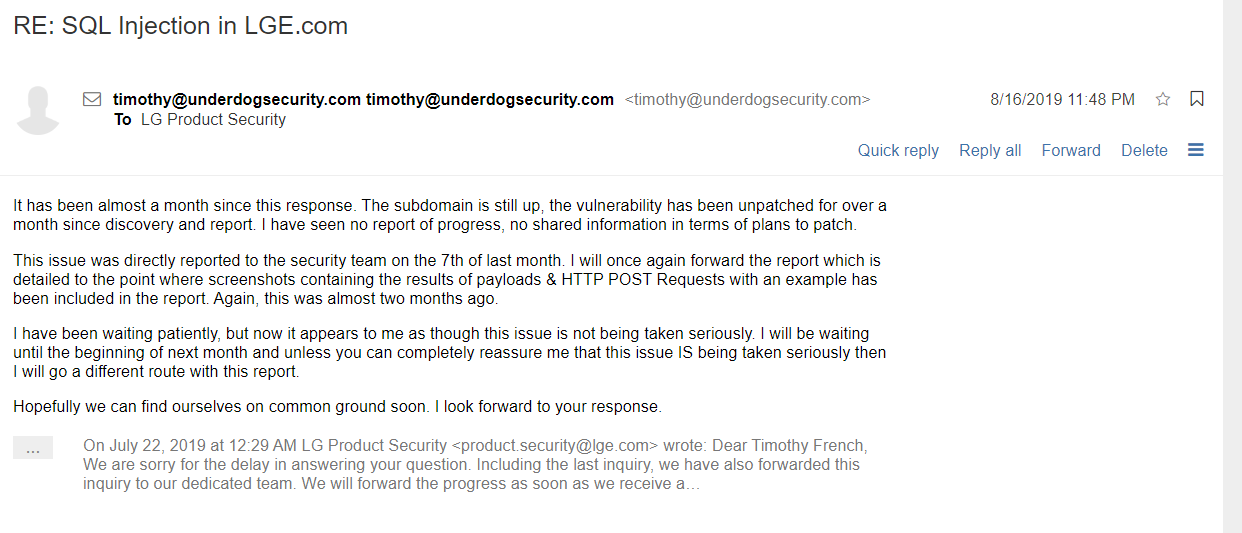 RE: SQL Injection in LGE.com
timothy@underdogsecurity.com timothy@underdogsecurity.com <timothy@underdogsecurity.com> 8/16/2019 11:48 PM
To LG Product Security
Quick reply Reply all Forward Delete
It has been almost a month since this response. The subdomain is still up, the vulnerability has been unpatched for over a
month since discovery and report. I have seen no report of progress, no shared information in terms of plans to patch.
This issue was directly reported to the security team on the 7th of last month. I will once again forward the report which is
detailed to the point where screenshots containing the results of payloads & HTTP POST Requests with an example has
been included in the report. Again, this was almost two months ago.
I have been waiting patiently, but now it appears to me as though this issue is not being taken seriously. I will be waiting
until the beginning of next month and unless you can completely reassure me that this issue IS being taken seriously then
I will go a different route with this report.
Hopefully we can find ourselves on common ground soon. I look forward to your response.
... On July 22, 2019 at 12:29 AM LG Product Security <product.security@lge.com> wrote: Dear Timothy French,
We are sorry for the delay in answering your question. Including the last inquiry, we have also forwarded this
inquiry to our dedicated team. We will forward the progress as soon as we receive a…